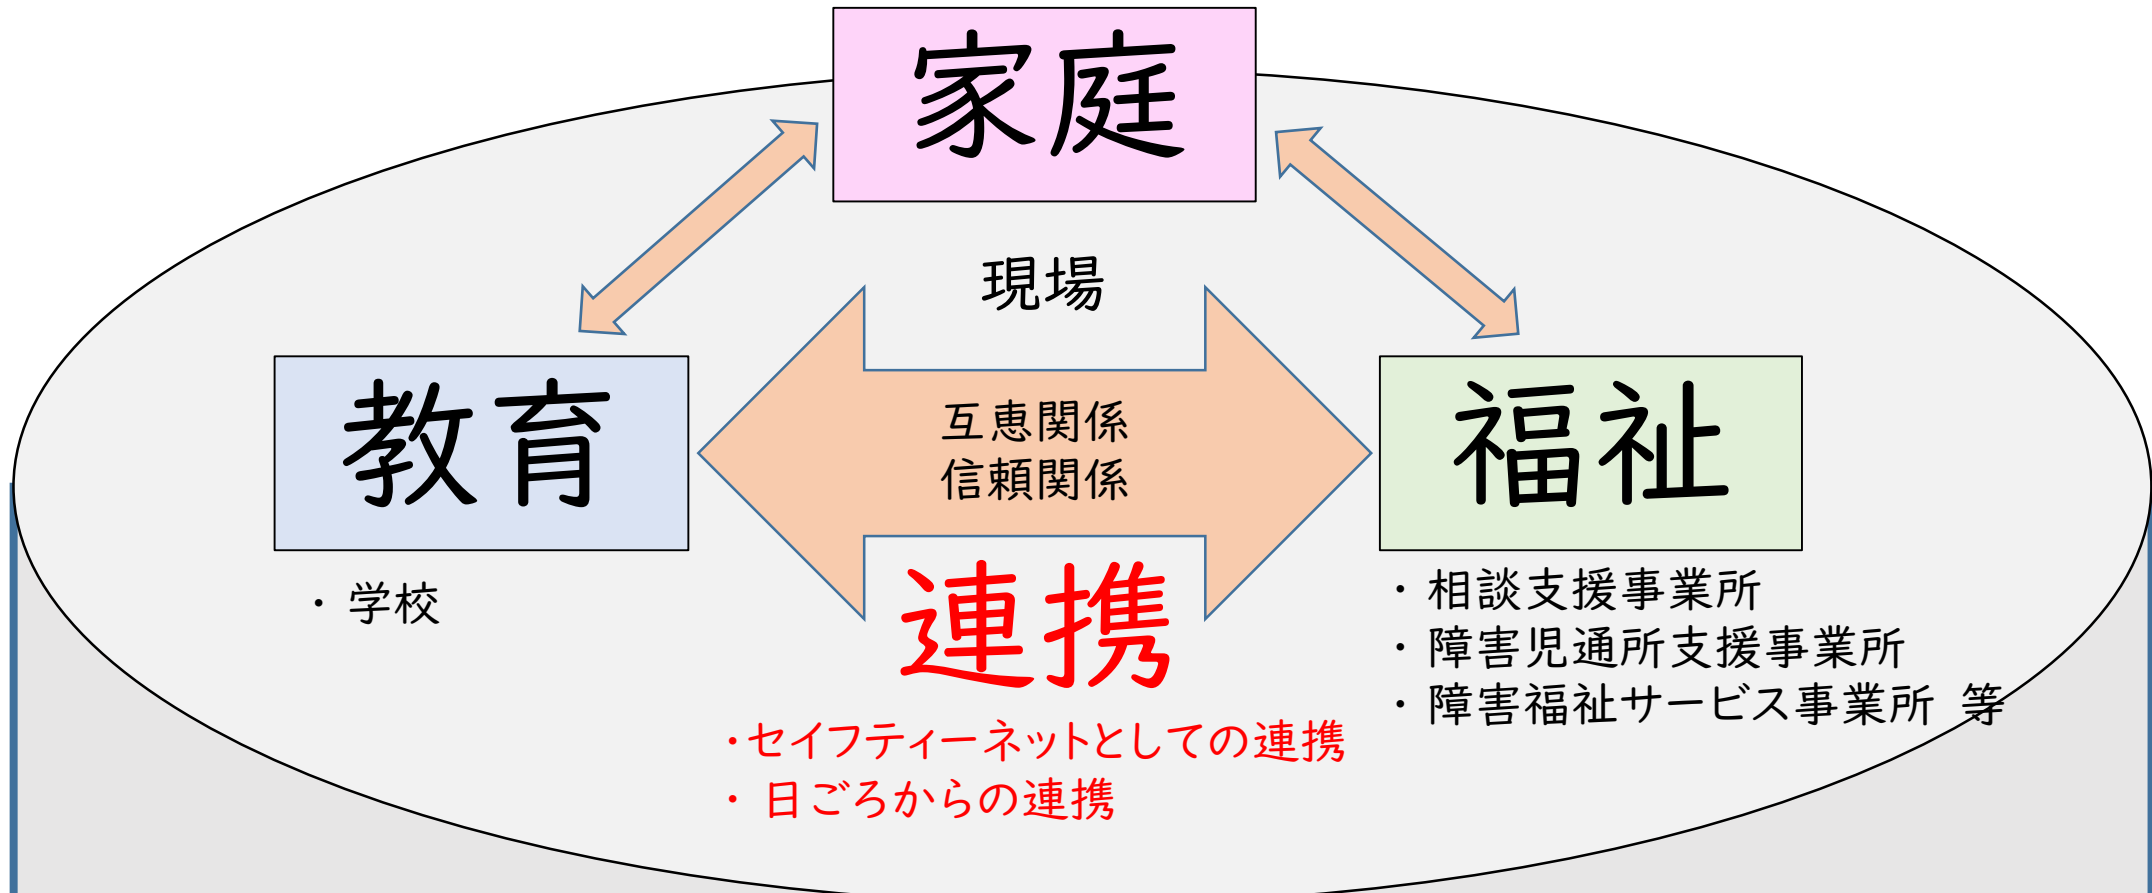 家庭
現場
教育
互恵関係
信頼関係
福祉
・ 学校
連携
・セイフティーネットとしての連携
・ 日ごろからの連携
・ 相談支援事業所
・ 障害児通所支援事業所
・ 障害福祉サービス事業所 等